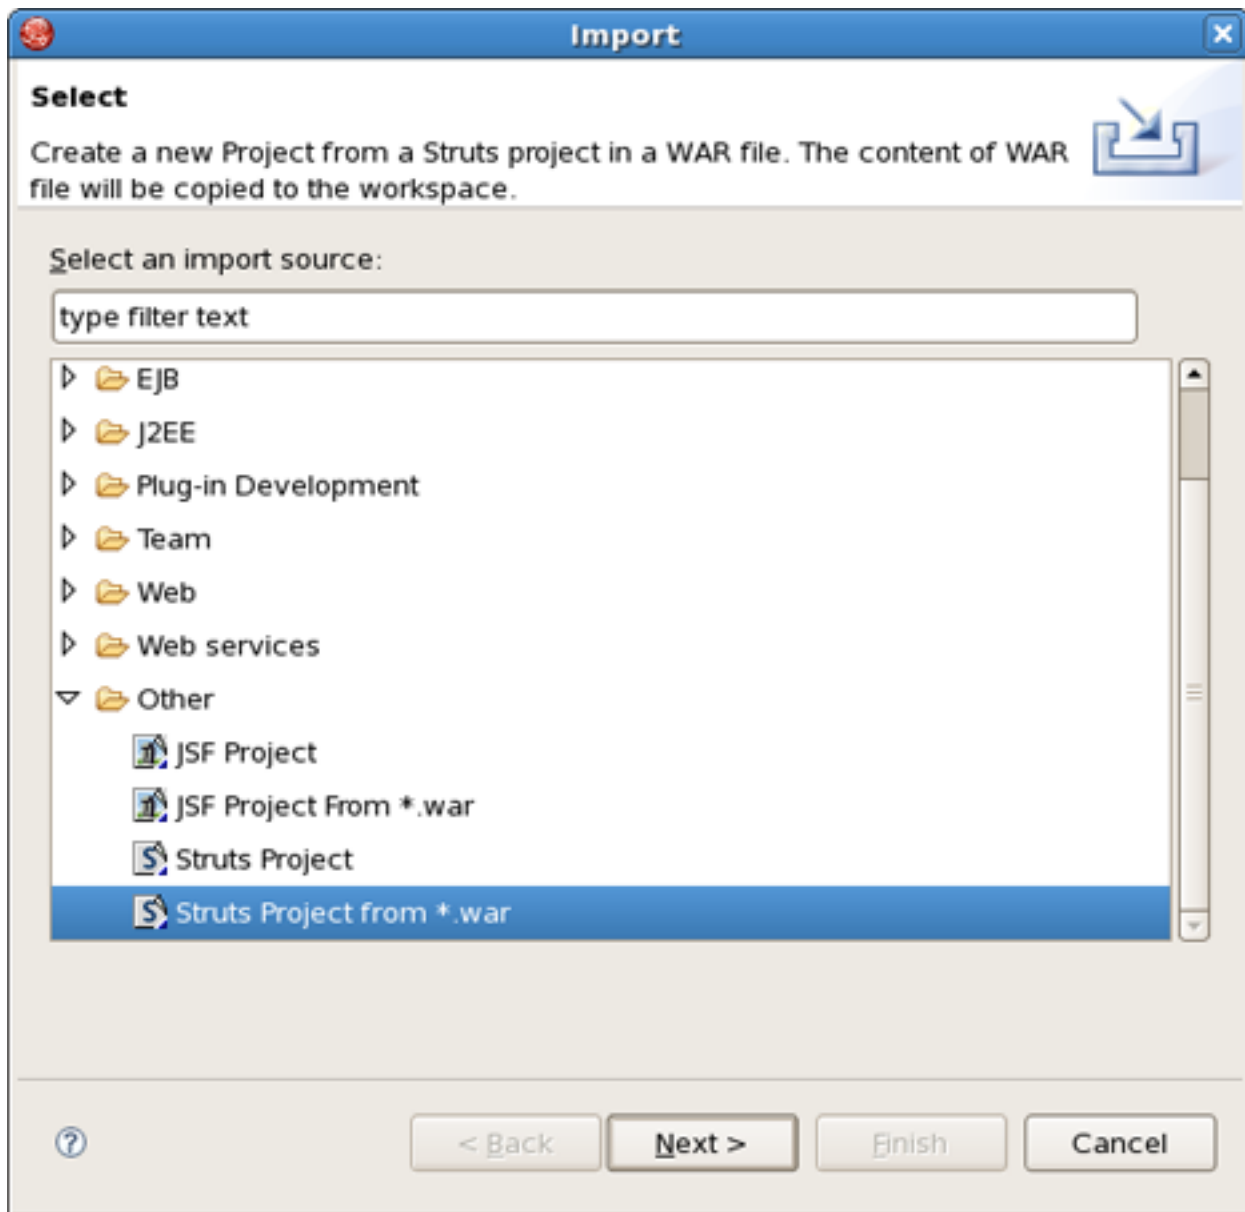 Import
Select
Create a new Project from a Struts project in a WAR file. The content of WAR
file will be copied to the workspace.
Select an import source:
type filter text
EJB
J2EE
Plug-in Development
Team
Web
Web services
Other
JSF Project
JSF Project From *.war
Struts Project
Struts Project from *.war
< Back Next > Finish Cancel